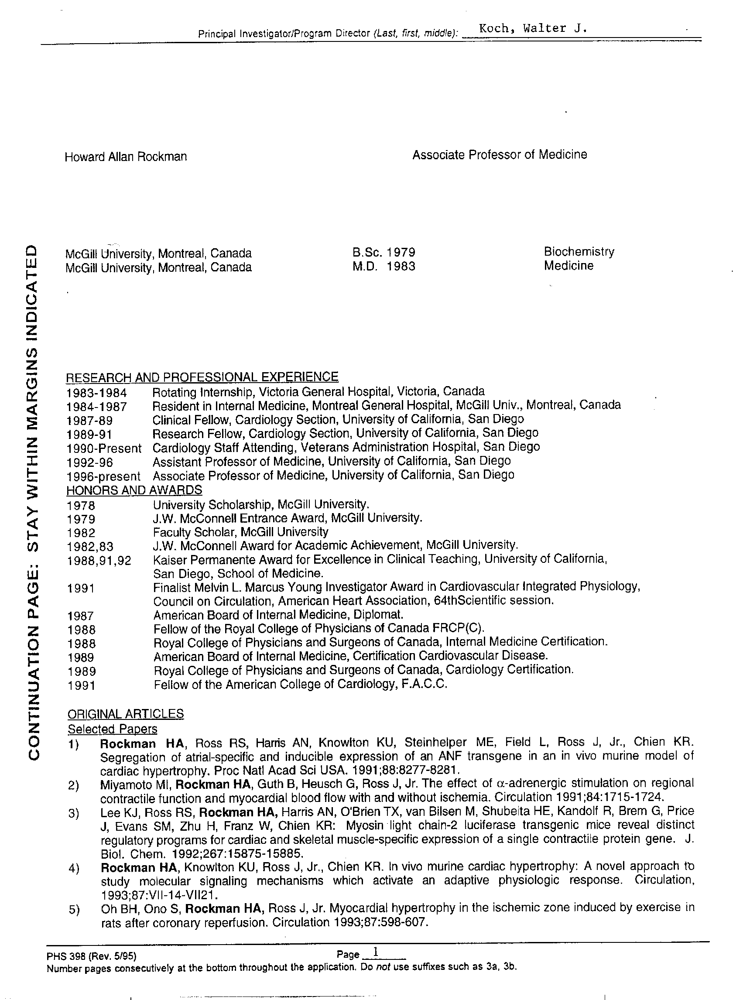 Principal Investigator/Program Director (Last, first, middle): Koch, Walter J.
Howard Allan Rockman Associate Professor of Medicine
McGill University, Montreal, Canada B.Sc. 1979 Biochemistry
McGill University, Montreal, Canada M.D. 1983 Medicine
CONTINUATION PAGE: STAY WITHIN MARGINS INDICATED
RESEARCH AND PROFESSIONAL EXPERIENCE
1983-1984 Rotating Internship, Victoria General Hospital, Victoria, Canada
1984-1987 Resident in Internal Medicine, Montreal General Hospital, McGill Univ., Montreal, Canada
1987-89 Clinical Fellow, Cardiology Section, University of California, San Diego
1989-91 Research Fellow, Cardiology Section, University of California, San Diego
1990-Present Cardiology Staff Attending, Veterans Administration Hospital, San Diego
1992-96 Assistant Professor of Medicine, University of California, San Diego
1996-present Associate Professor of Medicine, University of California, San Diego
HONORS AND AWARDS
1978 University Scholarship, McGill University.
1979 J.W. McConnell Entrance Award, McGill University.
1982 Faculty Scholar, McGill University
1982,83 J.W. McConnell Award for Academic Achievement, McGill University.
1988,91,92 Kaiser Permanente Award for Excellence in Clinical Teaching, University of California,
San Diego, School of Medicine.
1991 Finalist Melvin L. Marcus Young Investigator Award in Cardiovascular Integrated Physiology,
Council on Circulation, American Heart Association, 64thScientific session.
1987 American Board of Internal Medicine, Diplomat.
1988 Fellow of the Royal College of Physicians of Canada FRCP(C).
1988 Royal College of Physicians and Surgeons of Canada, Internal Medicine Certification.
1989 American Board of Internal Medicine, Certification Cardiovascular Disease.
1989 Royal College of Physicians and Surgeons of Canada, Cardiology Certification.
1991 Fellow of the American College of Cardiology, F.A.C.C.
ORIGINAL ARTICLES
Selected Papers
1) Rockman HA, Ross RS, Harris AN, Knowlton KU, Steinhelper ME, Field L, Ross J, Jr., Chien KR.
Segregation of atrial-specific and inducible expression of an ANF transgene in an in vivo murine model of
cardiac hypertrophy. Proc Natl Acad Sci USA. 1991;88:8277-8281.
2) Miyamoto MI, Rockman HA, Guth B, Heusch G, Ross J, Jr. The effect of α-adrenergic stimulation on regional
contractile function and myocardial blood flow with and without ischemia. Circulation 1991;84:1715-1724.
3) Lee KJ, Ross RS, Rockman HA, Harris AN, O'Brien TX, van Bilsen M, Shubeita HE, Kandolf R, Brem G, Price
J, Evans SM, Zhu H, Franz W, Chien KR: Myosin light chain-2 luciferase transgenic mice reveal distinct
regulatory programs for cardiac and skeletal muscle-specific expression of a single contractile protein gene. J.
Biol. Chem. 1992;267:15875-15885.
4) Rockman HA, Knowlton KU, Ross J, Jr., Chien KR. In vivo murine cardiac hypertrophy: A novel approach to
study molecular signaling mechanisms which activate an adaptive physiologic response. Circulation,
1993;87:VII-14-VII21.
5) Oh BH, Ono S, Rockman HA, Ross J, Jr. Myocardial hypertrophy in the ischemic zone induced by exercise in
rats after coronary reperfusion. Circulation 1993;87:598-607.
PHS 398 (Rev. 5/95) Page 1
Number pages consecutively at the bottom throughout the application. Do not use suffixes such as 3a, 3b.